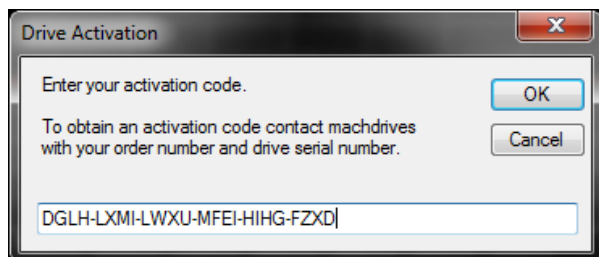 Drive Activation
Enter your activation code.
OK
To obtain an activation code contact machdrives
with your order number and drive serial number.
Cancel
DGLH-LXMI-LWXU-MFEI-HIHG-FZXD